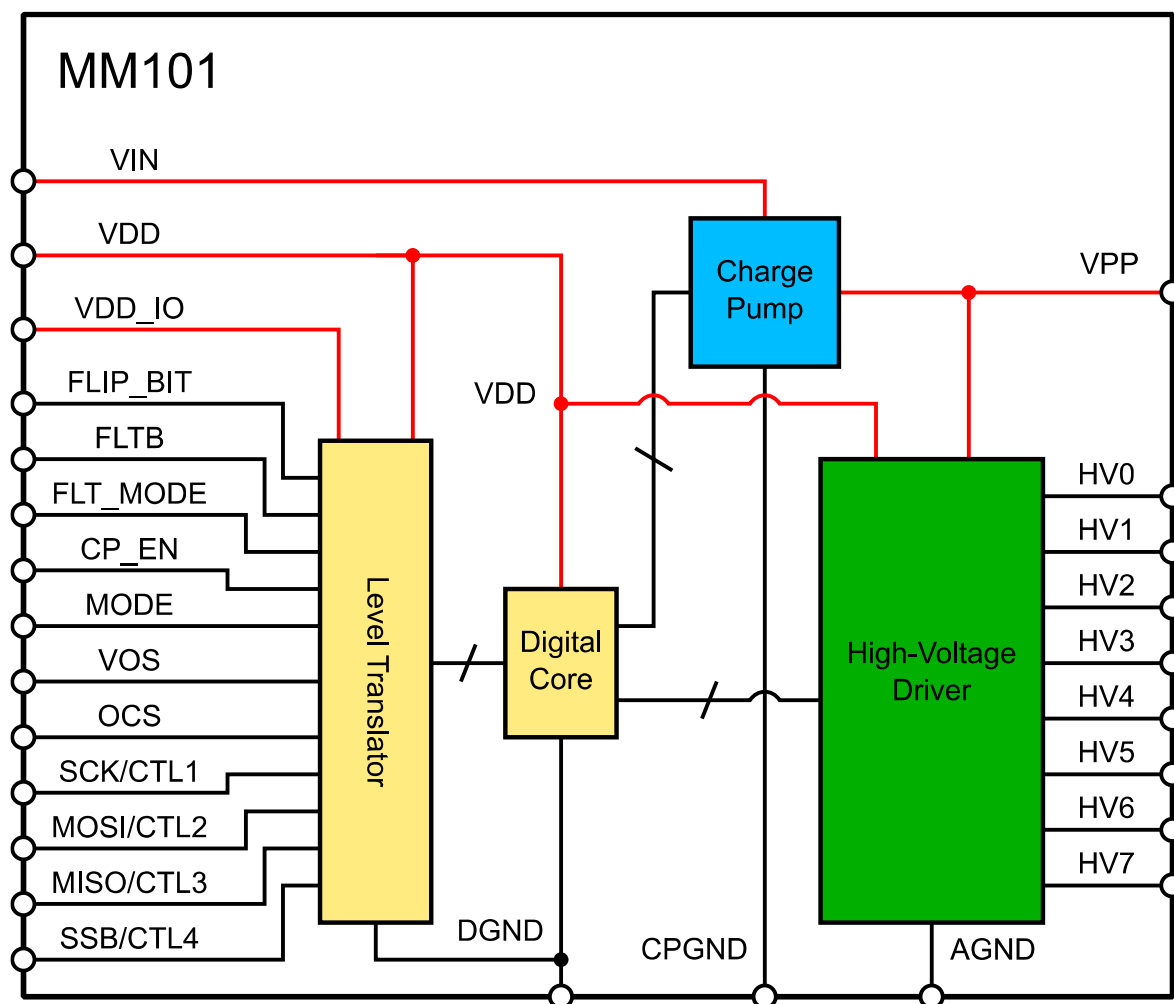 MM101
VIN
VDD
VDD_IO
FLIP_BIT
FLTB
FLT_MODE
CP_EN
MODE
VOS
OCS
SCK/CTL1
MOSI/CTL2
MISO/CTL3
SSB/CTL4
Level Translator
VDD
Digital
Core
Charge
Pump
High-Voltage
Driver
VPP
HV0
HV1
HV2
HV3
HV4
HV5
HV6
HV7
DGND
CPGND
AGND